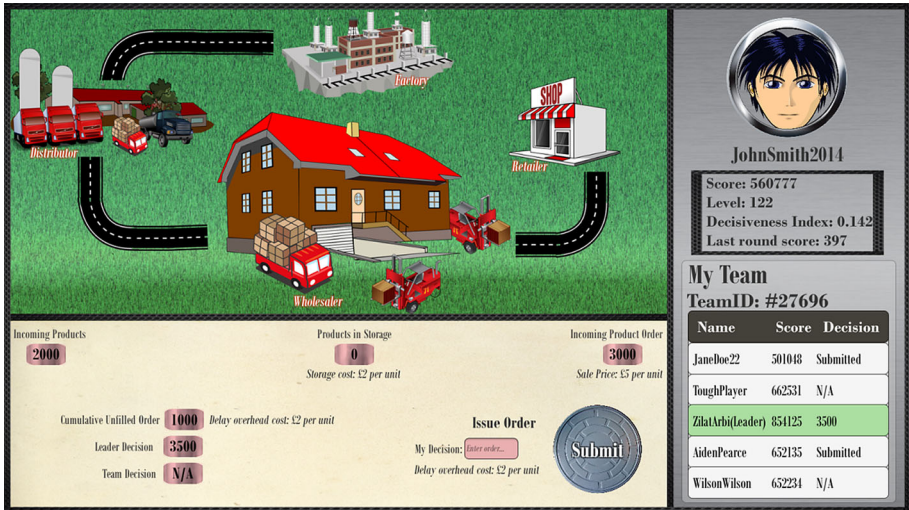 Factory
SHOP
Distributor
Retailer
Wholesaler
JohnSmith2014
Score: 560777
Level: 122
Decisiveness Index: 0.142
Last round score: 397
My Team
TeamID: #27696
Name Score Decision
JaneDoe22 501048 Submitted
ToughPlayer 662531 N/A
ZilatArbi(Leader) 854125 3500
AidenPearce 652135 Submitted
WilsonWilson 652234 N/A
Incoming Products
2000
Products in Storage
0
Storage cost: £2 per unit
Incoming Product Order
3000
Sale Price: £5 per unit
Cumulative Unfilled Order 1000 Delay overhead cost: £2 per unit
Leader Decision 3500
Team Decision N/A
Issue Order
My Decision: Enter order...
Delay overhead cost: £2 per unit
Submit